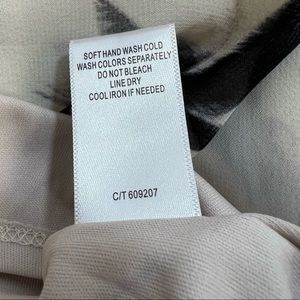 SOFT HAND WASH COLD
WASH COLORS SEPARATELY
DO NOT BLEACH
LINE DRY
COOL IRON IF NEEDED
C/T 609207